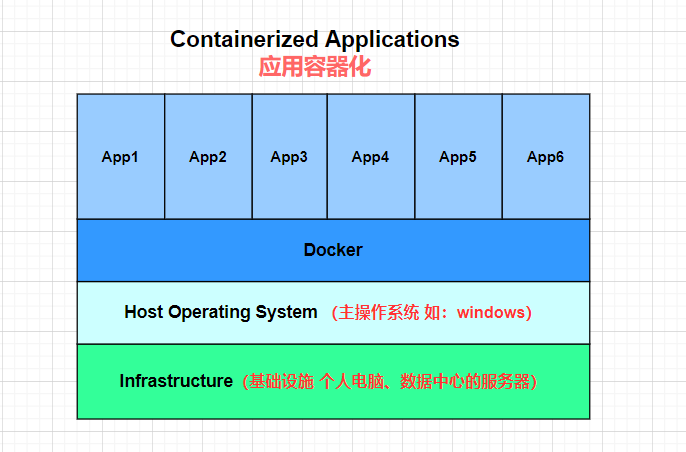 Containerized Applications
应用容器化
App1 App2 App3 App4 App5 App6
Docker
Host Operating System（主操作系统 如：windows）
Infrastructure（基础设施 个人电脑、数据中心的服务器）